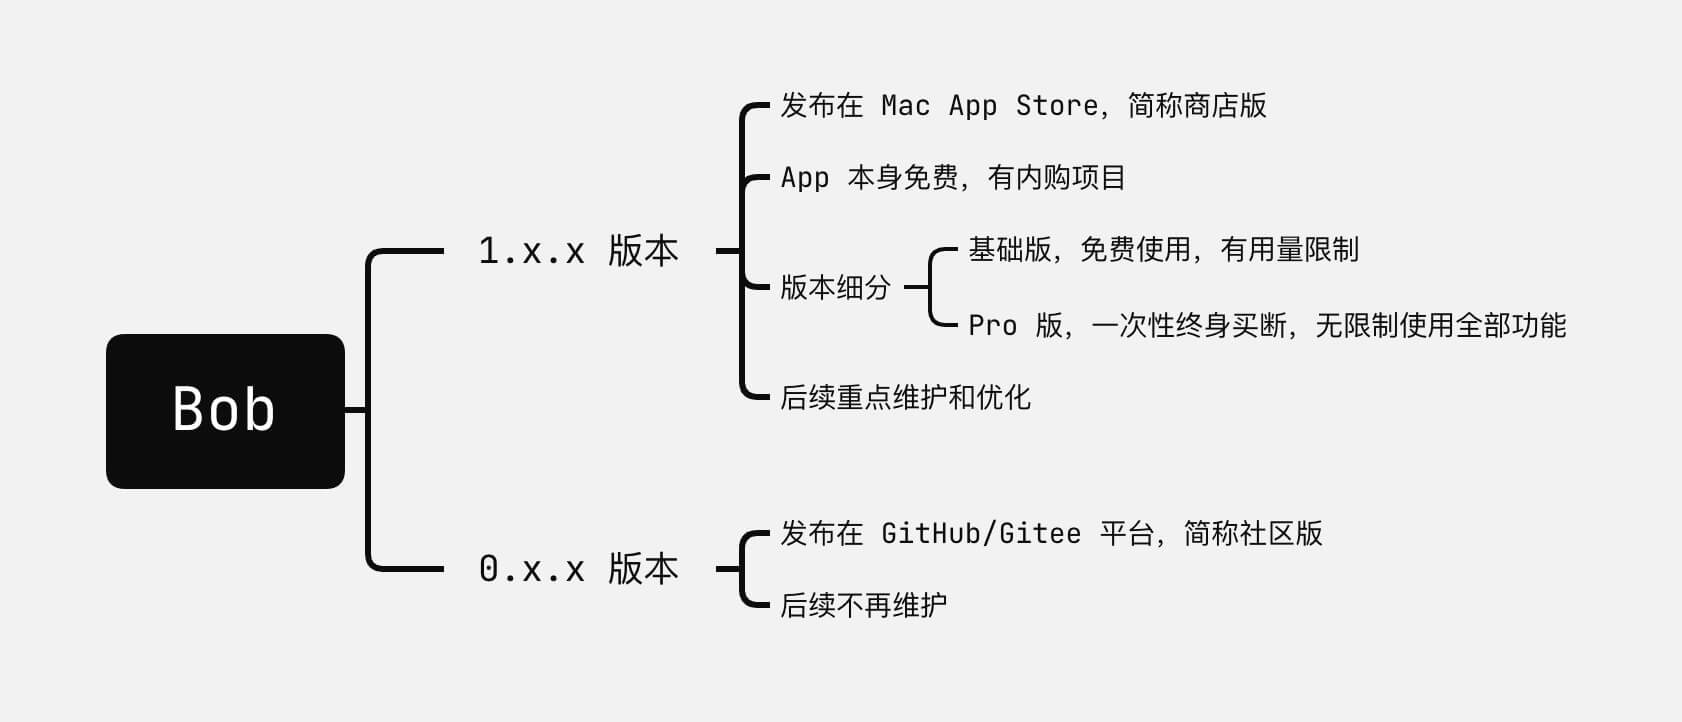 Bob
1.x.x 版本
发布在 Mac App Store，简称商店版
App 本身免费，有内购项目
版本细分
基础版，免费使用，有用量限制
Pro 版，一次性终身买断，无限制使用全部功能
后续重点维护和优化
0.x.x 版本
发布在 GitHub/Gitee 平台，简称社区版
后续不再维护